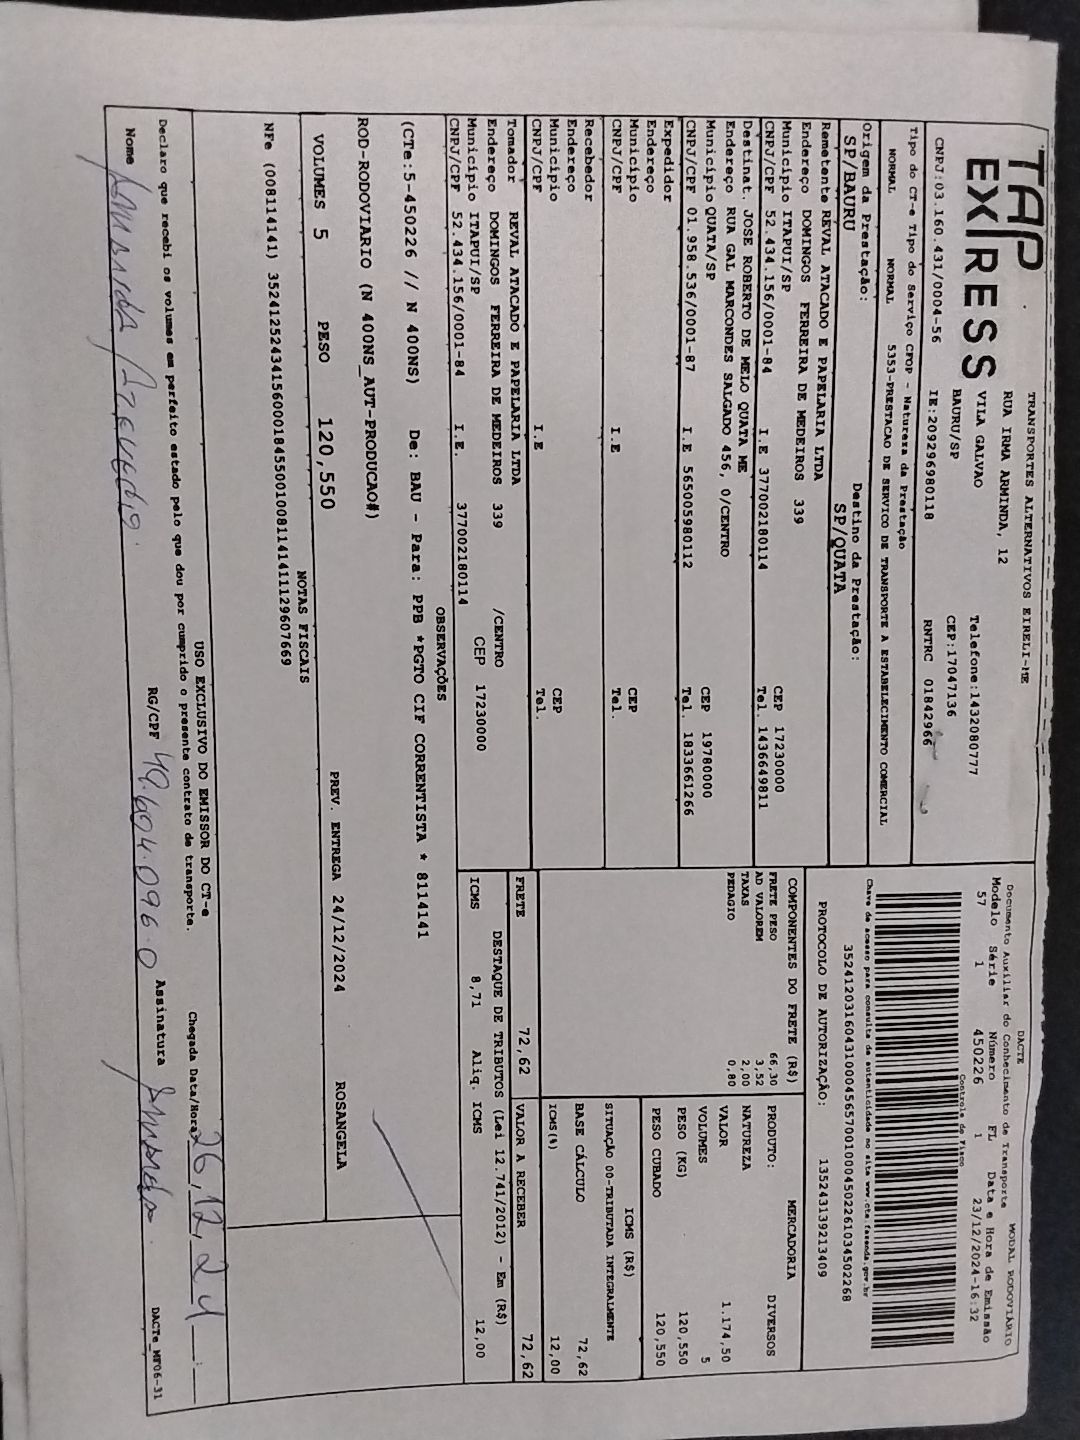 TAP
EXPRESS
TRANSPORTES ALTERNATIVOS EIRELI-ME
RUA IRMA ARMINDA, 12
VILA GALVAO
BAURU/SP
Telefone:1432080777
CEP:17047136
CNPJ:03.160.431/0004-56
IE:209296980118
RNTRC 01842966
Tipo do CT-e Tipo do Serviço CFOP - Natureza da Prestação
NORMAL NORMAL 5353-PRESTACAO DE SERVICO DE TRANSPORTE A ESTABELECIMENTO COMERCIAL
Origem da Prestação: Destino da Prestação:
SP/BAURU SP/QUATA
DACTE MODAL RODOVIÁRIO
Documento Auxiliar do Conhecimento de Transporte
Modelo Série Número FL Data e Hora de Emissão
57 1 450226 1 23/12/2024-16:32
Controle do Fisco
Chave de acesso para consulta de autenticidade no site www.cte.fazenda.gov.br
35241203160431000456570010004502261034502268
PROTOCOLO DE AUTORIZAÇÃO: 135243139213409
Remetente REVAL ATACADO E PAPELARIA LTDA
Endereço DOMINGOS FERREIRA DE MEDEIROS 339
Município ITAPUI/SP CEP 17230000
CNPJ/CPF 52.434.156/0001-84 I.E 377002180114 Tel. 1436649811
Destinat. JOSE ROBERTO DE MELO QUATA ME
Endereço RUA GAL MARCONDES SALGADO 456, 0/CENTRO
Município QUATA/SP CEP 19780000
CNPJ/CPF 01.958.536/0001-87 I.E 565005980112 Tel. 1833661266
Expedidor
Endereço
Município CEP
CNPJ/CPF I.E Tel.
Recebedor
Endereço
Município CEP
CNPJ/CPF I.E Tel.
Tomador REVAL ATACADO E PAPELARIA LTDA
Endereço DOMINGOS FERREIRA DE MEDEIROS 339 /CENTRO
Município ITAPUI/SP CEP 17230000
CNPJ/CPF 52.434.156/0001-84 I.E. 377002180114
COMPONENTES DO FRETE (R$)
FRETE PESO 66,30
AD VALOREM 3,52
TAXAS 2,00
PEDAGIO 0,80
MERCADORIA
PRODUTO: DIVERSOS
NATUREZA
VALOR 1.174,50
VOLUMES 5
PESO (KG) 120,550
PESO CUBADO 120,550
ICMS (R$)
SITUAÇÃO 00-TRIBUTADA INTEGRALMENTE
BASE CÁLCULO 72,62
ICMS(%) 12,00
FRETE 72,62 VALOR A RECEBER 72,62
DESTAQUE DE TRIBUTOS (Lei 12.741/2012) - Em (R$)
ICMS 8,71 Aliq. ICMS 12,00
OBSERVAÇÕES
(CTe:5-450226 // N 400NS) De: BAU - Para: PPB *PGTO CIF CORRENTISTA * 8114141
ROD-RODOVIARIO (N 400NS_AUT-PRODUCAO#)
VOLUMES 5 PESO 120,550 PREV. ENTREGA 24/12/2024 ROSANGELA
NOTAS FISCAIS
NFe (008114141) 35241252434156000184550010081141411129607669
USO EXCLUSIVO DO EMISSOR DO CT-e
Declaro que recebi os volumes em perfeito estado pelo que dou por cumprido o presente contrato de transporte.
Chegada Data/Hora 26,12,24
Nome RG/CPF 49.604.096.0 Assinatura
DACTe_MF06-31